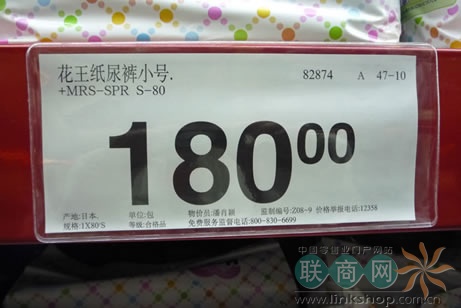 花王纸尿裤小号. 82874 A 47-10
+MRS-SPR S-80
180.00
产地:日本. 单位:包 物价员:潘肖颖 监制编号:Z08-9 价格举报电话:12358
规格:1X80'S 等级:合格品 免费服务监督电话:800-830-6699
中国零售业门户网站
联商网
www.linkshop.com.cn